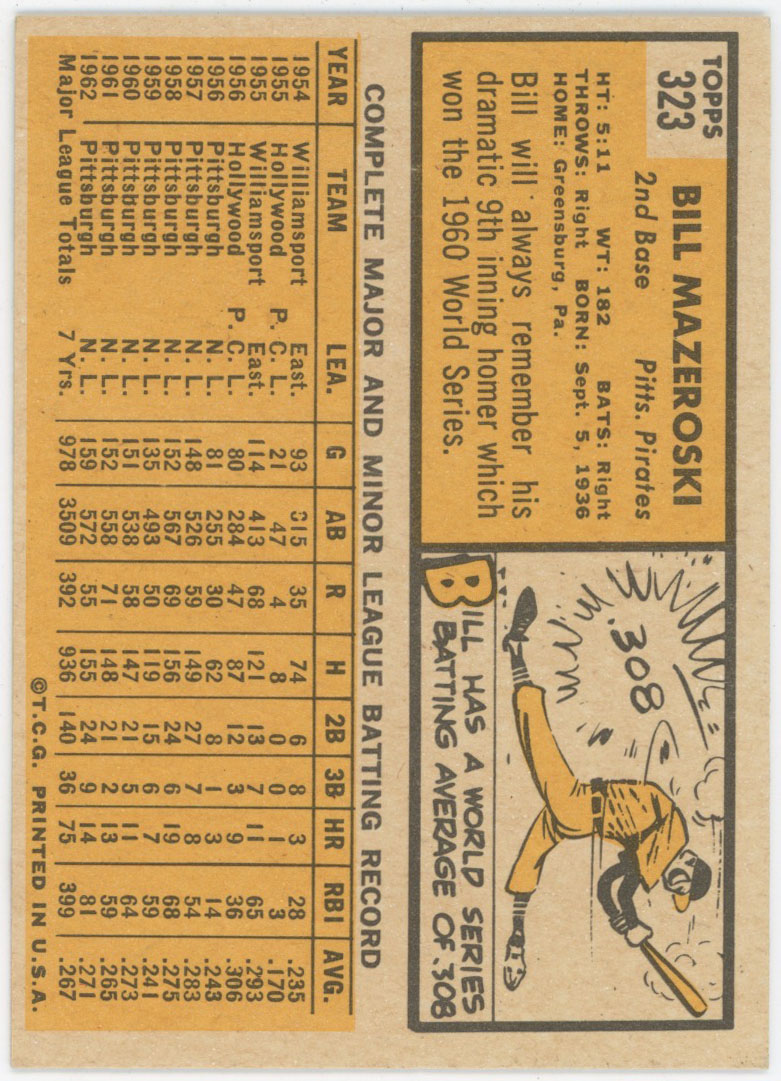 TOPPS
323
BILL MAZEROSKI
2nd Base Pitts. Pirates
HT: 5:11 WT: 182 BATS: Right
THROWS: Right BORN: Sept. 5, 1936
HOME: Greensburg, Pa.
Bill will always remember his
dramatic 9th inning homer which
won the 1960 World Series.
.308
BILL HAS A WORLD SERIES
BATTING AVERAGE OF .308
COMPLETE MAJOR AND MINOR LEAGUE BATTING RECORD
YEAR TEAM LEA. G AB R H 2B 3B HR RBI AVG.
1954 Williamsport East. 93 315 35 74 6 8 3 28 .235
1955 Hollywood P. C. L. 21 47 4 8 0 0 1 3 .170
1955 Williamsport East. 114 413 68 121 13 7 11 65 .293
1956 Hollywood P. C. L. 80 284 47 87 12 3 9 36 .306
1956 Pittsburgh N. L. 81 255 30 62 8 1 3 14 .243
1957 Pittsburgh N. L. 148 526 59 149 27 7 8 54 .283
1958 Pittsburgh N. L. 152 567 69 156 24 6 19 68 .275
1959 Pittsburgh N. L. 135 493 50 119 15 6 7 59 .241
1960 Pittsburgh N. L. 151 538 58 147 21 5 11 64 .273
1961 Pittsburgh N. L. 152 558 71 148 21 2 13 59 .265
1962 Pittsburgh N. L. 159 572 55 155 24 9 14 81 .271
Major League Totals 7 Yrs. 978 3509 392 936 140 36 75 399 .267
©T.C.G. PRINTED IN U.S.A.